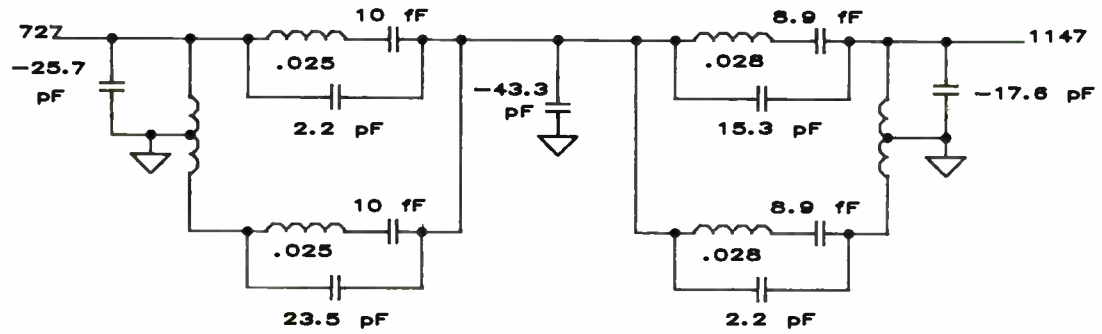 10 fF
8.9 fF
727
1147
-25.7
pF
.025
2.2 pF
-43.3
pF
.028
15.3 pF
-17.6 pF
10 fF
8.9 fF
.025
.028
23.5 pF
2.2 pF